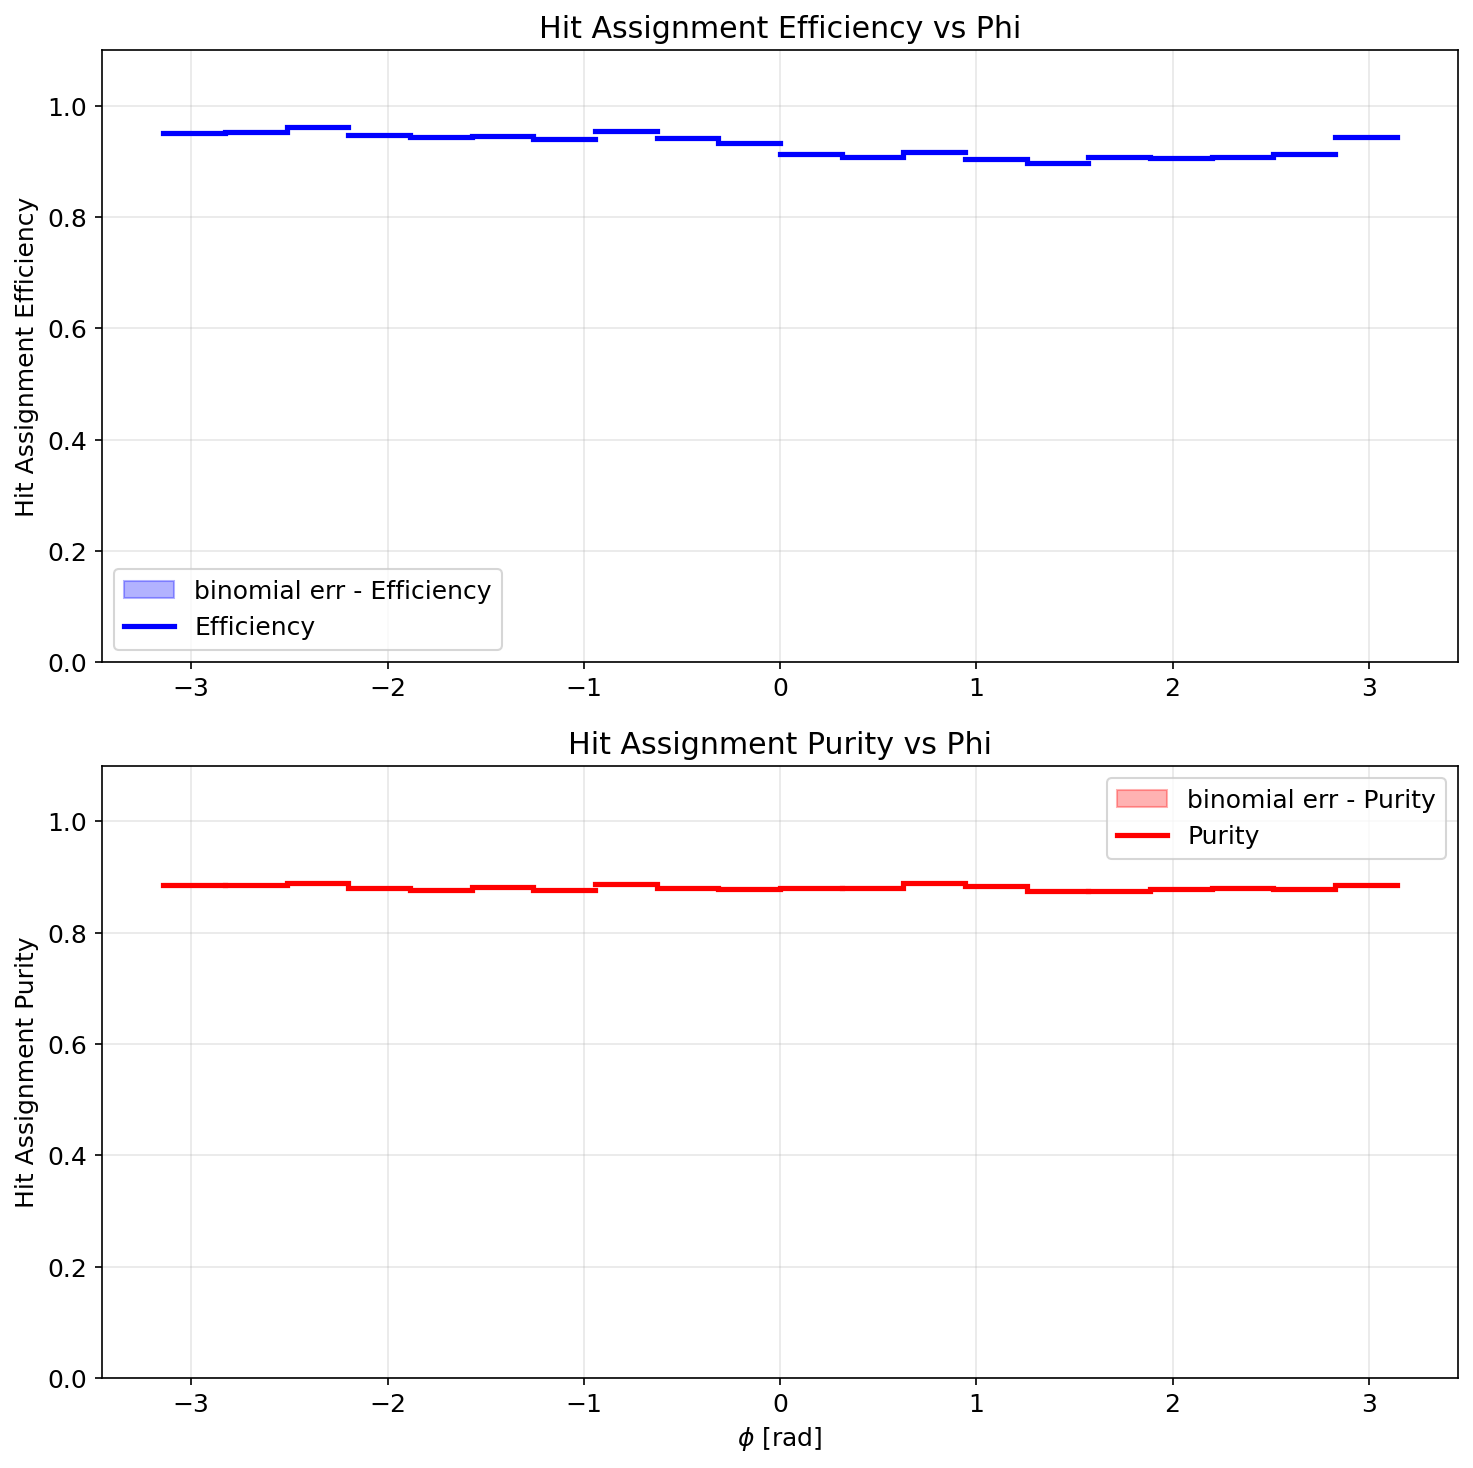 Hit Assignment Efficiency vs Phi
Hit Assignment Efficiency
1.0
0.8
0.6
0.4
0.2
0.0
−3
−2
−1
0
1
2
3
binomial err - Efficiency
Efficiency
Hit Assignment Purity vs Phi
Hit Assignment Purity
1.0
0.8
0.6
0.4
0.2
0.0
−3
−2
−1
0
1
2
3
binomial err - Purity
Purity
ϕ [rad]